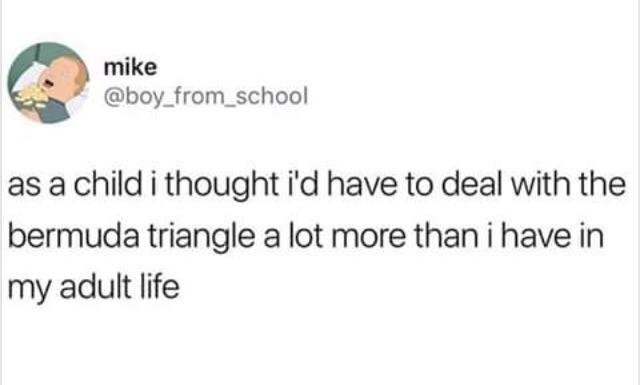 mike
@boy_from_school
as a child i thought i'd have to deal with the
bermuda triangle a lot more than i have in
my adult life